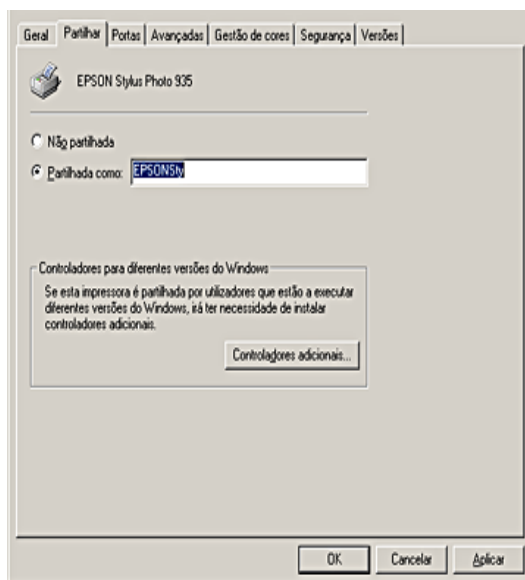 Geral Partilhar Portas Avançadas Gestão de cores Segurança Versões
EPSON Stylus Photo 935
Não partilhada
Partilhada como: EPSONSty
Controladores para diferentes versões do Windows
Se esta impressora é partilhada por utilizadores que estão a executar
diferentes versões do Windows, irá ter necessidade de instalar
controladores adicionais.
Controladores adicionais...
OK Cancelar Aplicar